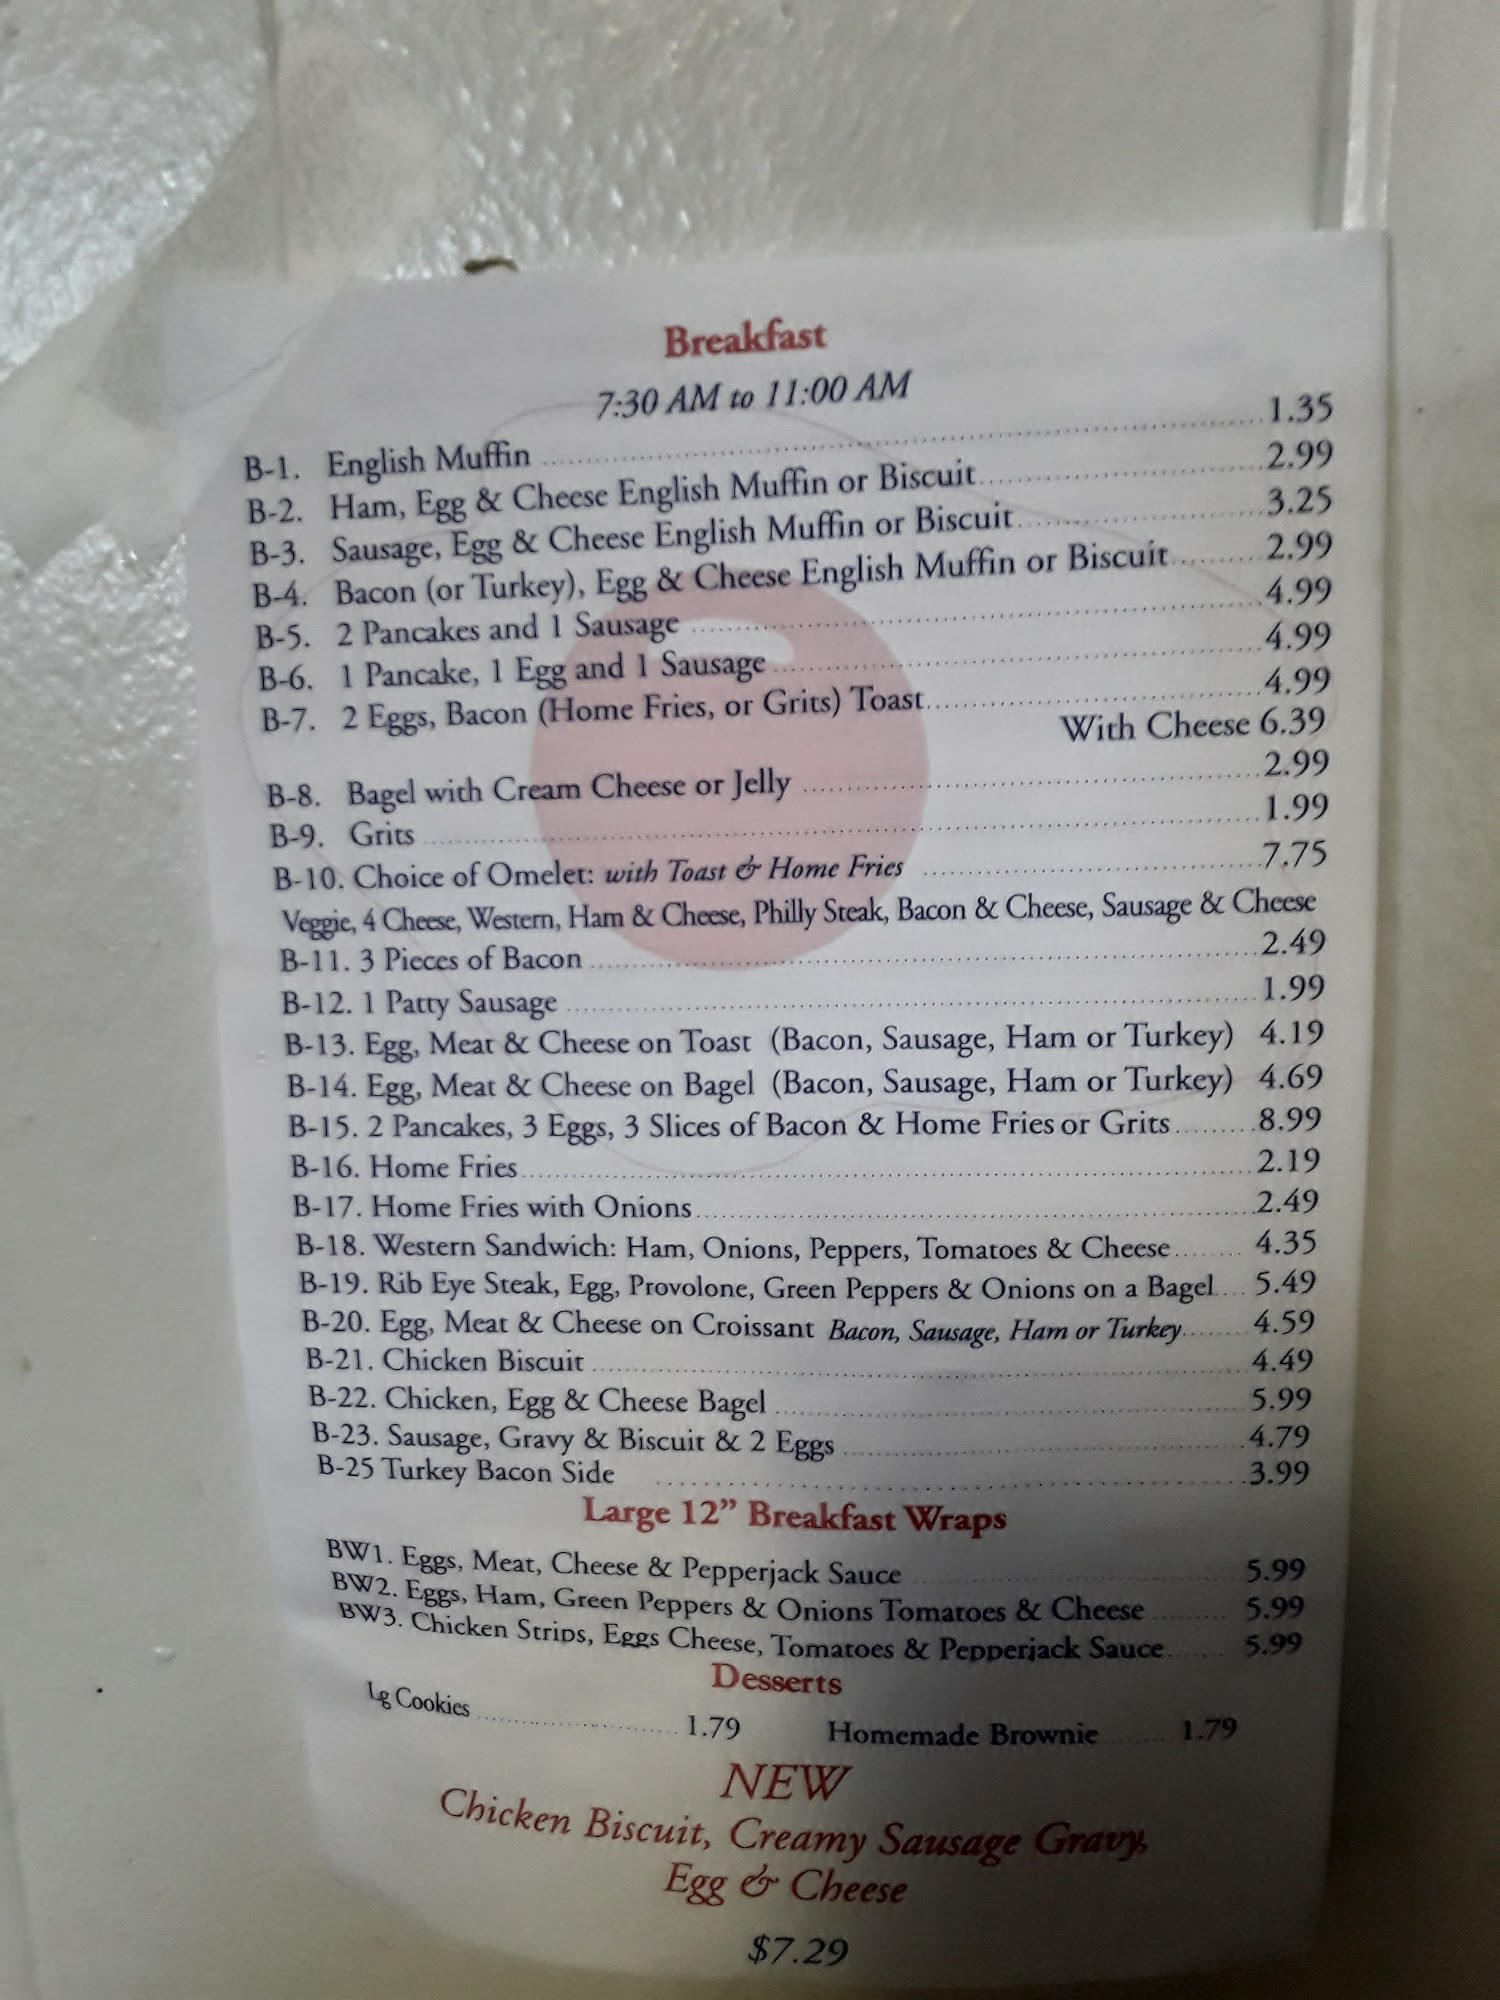 Breakfast
7:30 AM to 11:00 AM
B-1. English Muffin 1.35
B-2. Ham, Egg & Cheese English Muffin or Biscuit 2.99
B-3. Sausage, Egg & Cheese English Muffin or Biscuit 3.25
B-4. Bacon (or Turkey), Egg & Cheese English Muffin or Biscuit 2.99
B-5. 2 Pancakes and 1 Sausage 4.99
B-6. 1 Pancake, 1 Egg and 1 Sausage 4.99
B-7. 2 Eggs, Bacon (Home Fries, or Grits) Toast 4.99
With Cheese 6.39
B-8. Bagel with Cream Cheese or Jelly 2.99
B-9. Grits 1.99
B-10. Choice of Omelet: with Toast & Home Fries 7.75
Veggie, 4 Cheese, Western, Ham & Cheese, Philly Steak, Bacon & Cheese, Sausage & Cheese
B-11. 3 Pieces of Bacon 2.49
B-12. 1 Patty Sausage 1.99
B-13. Egg, Meat & Cheese on Toast (Bacon, Sausage, Ham or Turkey) 4.19
B-14. Egg, Meat & Cheese on Bagel (Bacon, Sausage, Ham or Turkey) 4.69
B-15. 2 Pancakes, 3 Eggs, 3 Slices of Bacon & Home Fries or Grits 8.99
B-16. Home Fries 2.19
B-17. Home Fries with Onions 2.49
B-18. Western Sandwich: Ham, Onions, Peppers, Tomatoes & Cheese 4.35
B-19. Rib Eye Steak, Egg, Provolone, Green Peppers & Onions on a Bagel 5.49
B-20. Egg, Meat & Cheese on Croissant Bacon, Sausage, Ham or Turkey 4.59
B-21. Chicken Biscuit 4.49
B-22. Chicken, Egg & Cheese Bagel 5.99
B-23. Sausage, Gravy & Biscuit & 2 Eggs 4.79
B-25 Turkey Bacon Side 3.99
Large 12" Breakfast Wraps
BW1. Eggs, Meat, Cheese & Pepperjack Sauce 5.99
BW2. Eggs, Ham, Green Peppers & Onions Tomatoes & Cheese 5.99
BW3. Chicken Strips, Eggs Cheese, Tomatoes & Pepperjack Sauce 5.99
Desserts
Lg Cookies 1.79 Homemade Brownie 1.79
NEW
Chicken Biscuit, Creamy Sausage Gravy,
Egg & Cheese
$7.29